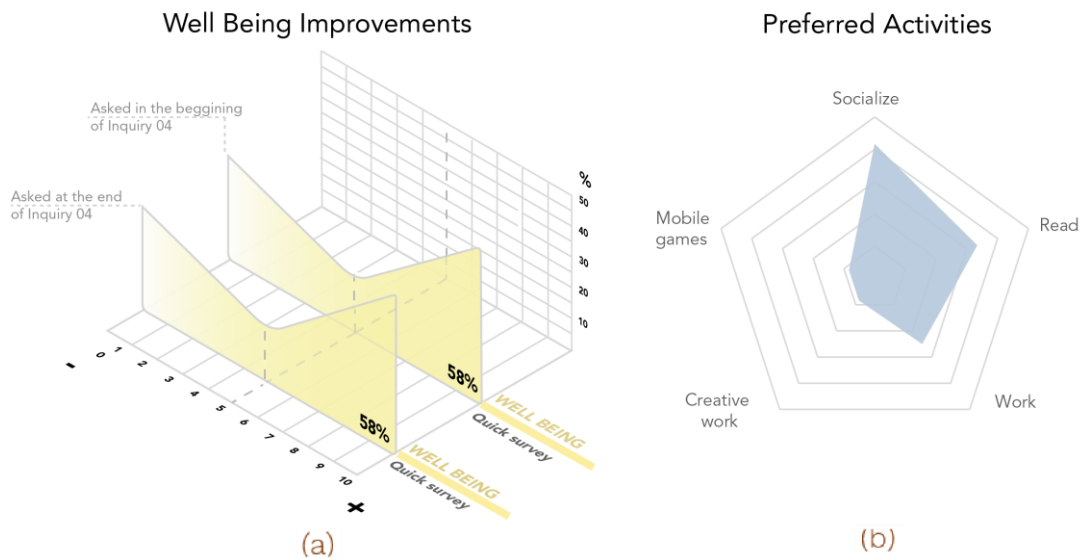 Well Being Improvements
Asked in the beggining
of Inquiry 04
Asked at the end
of Inquiry 04
%
50
40
30
20
10
58%
58%
-
0
1
2
3
4
5
6
7
8
9
10
+
WELL BEING
Quick survey
WELL BEING
Quick survey
(a)
Preferred Activities
Socialize
Mobile
games
Read
Creative
work
Work
(b)